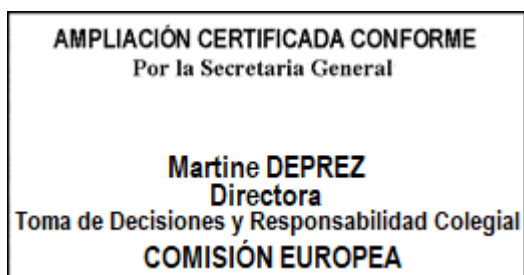 AMPLIACIÓN CERTIFICADA CONFORME
Por la Secretaria General
Martine DEPREZ
Directora
Toma de Decisiones y Responsabilidad Colegial
COMISIÓN EUROPEA